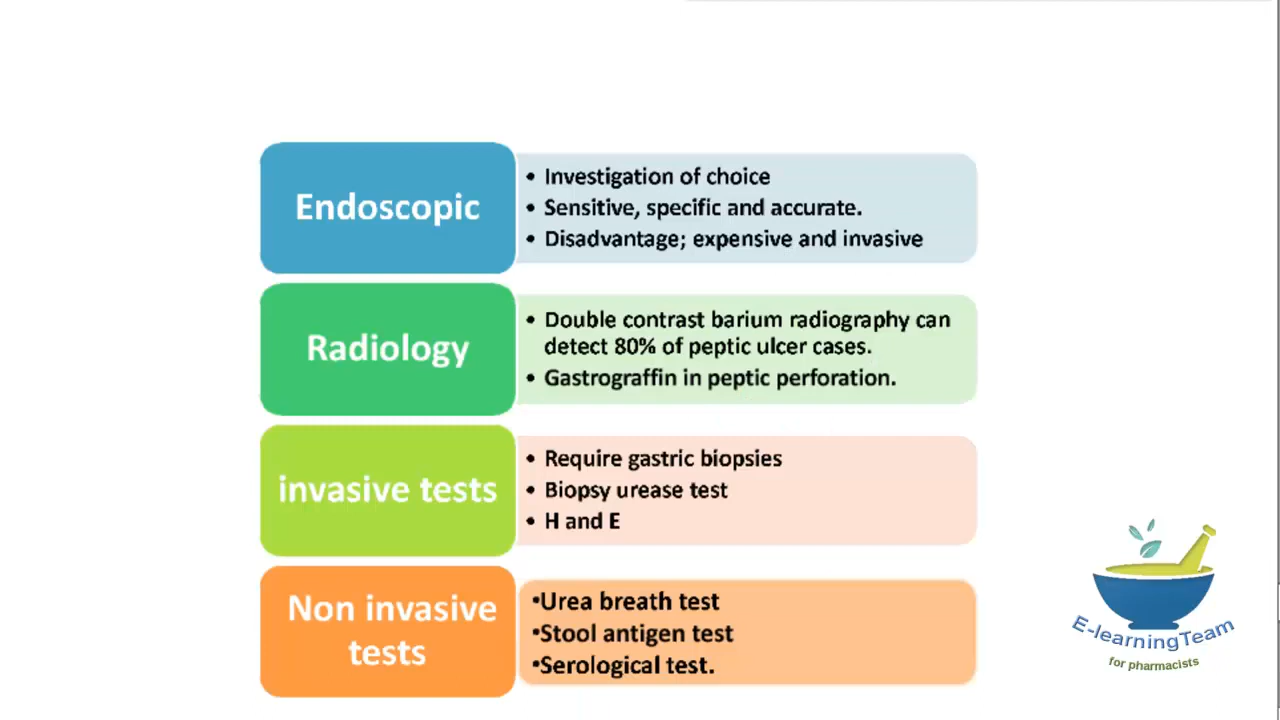 Endoscopic
• Investigation of choice
• Sensitive, specific and accurate.
• Disadvantage; expensive and invasive
Radiology
• Double contrast barium radiography can
detect 80% of peptic ulcer cases.
• Gastrograffin in peptic perforation.
invasive tests
• Require gastric biopsies
• Biopsy urease test
• H and E
Non invasive
tests
•Urea breath test
•Stool antigen test
•Serological test.
E-learningTeam
for pharmacists